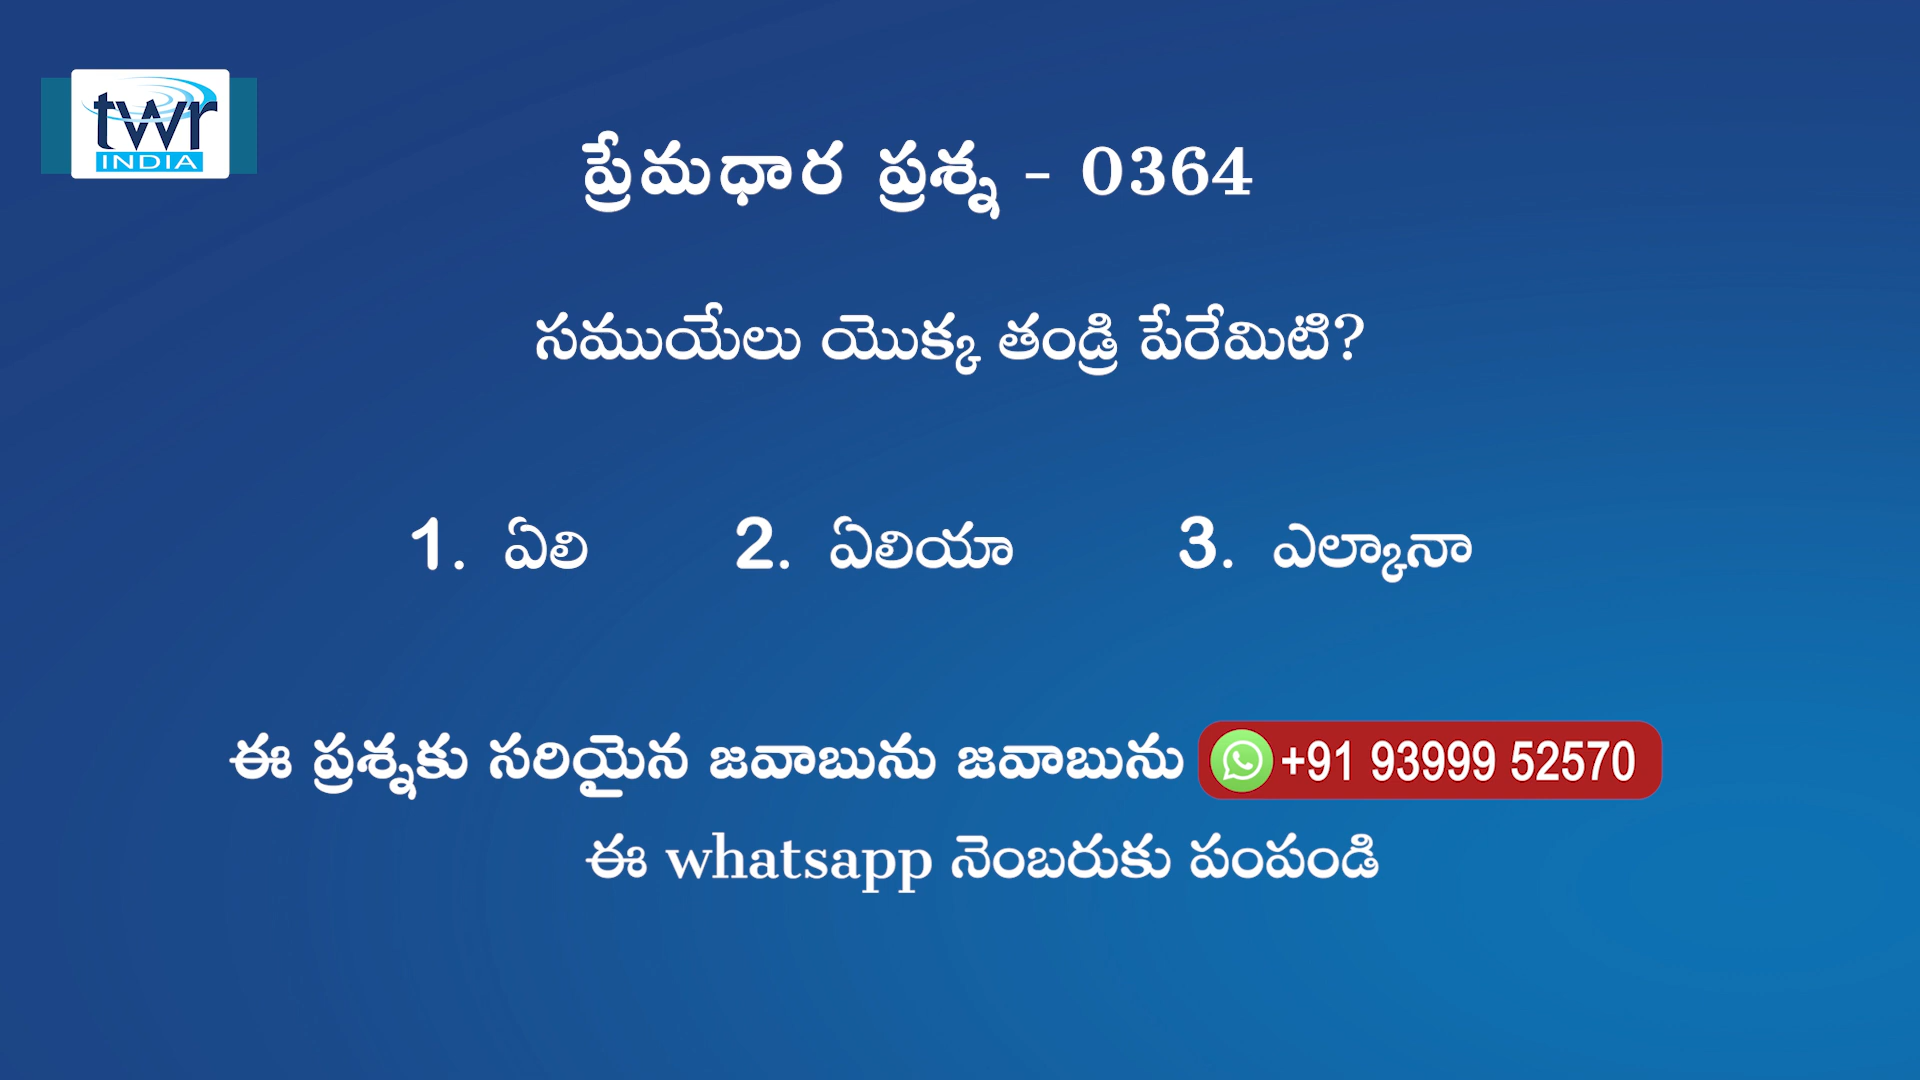 twr
INDIA
ప్రేమధార ప్రశ్న - 0364
సముయేలు యొక్క తండ్రి పేరేమిటి?
1. ఏలి 2. ఏలియా 3. ఎల్కానా
ఈ ప్రశ్నకు సరియైన జవాబును జవాబును +91 93999 52570
ఈ whatsapp నెంబరుకు పంపండి